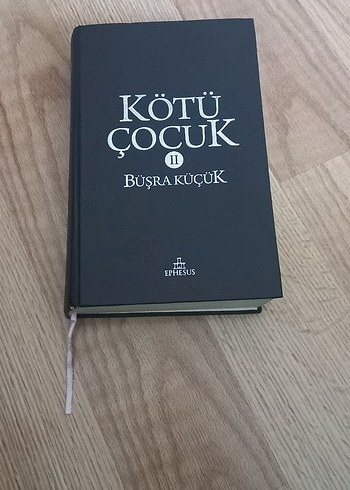 KÖTÜ
ÇOCUK
II
BÜŞRA KÜÇÜK
EPHESUS